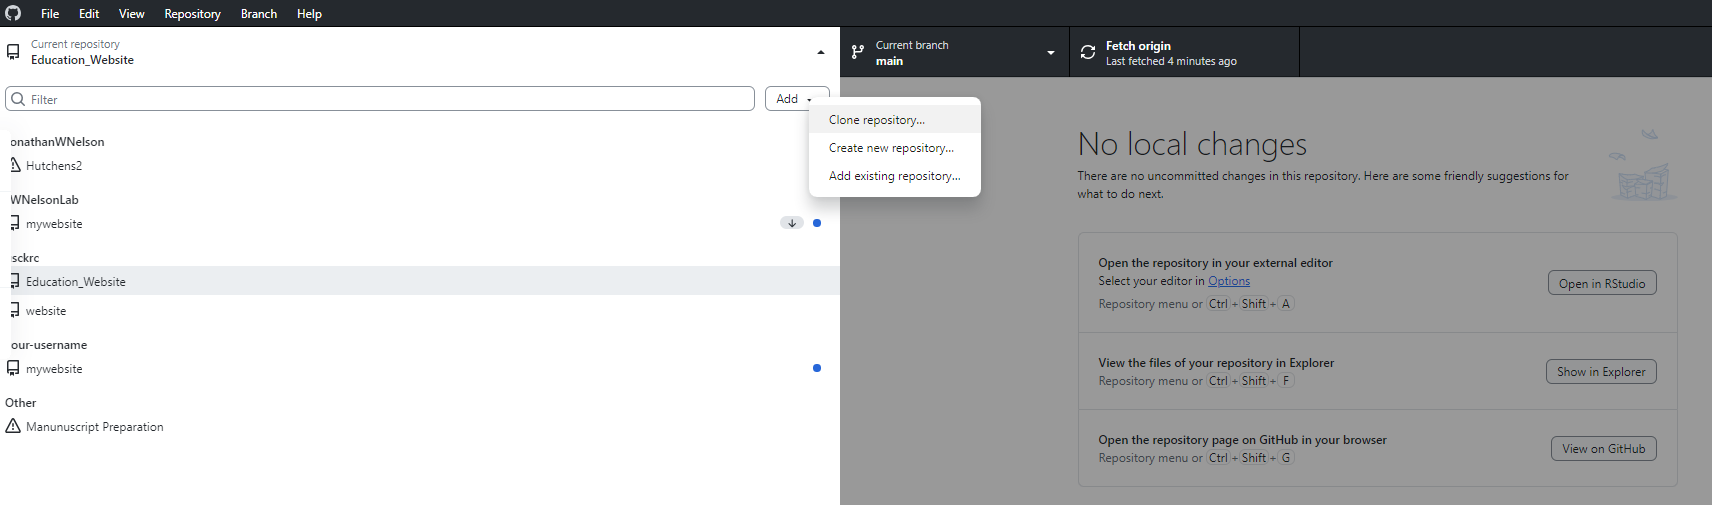 File Edit View Repository Branch Help
Current repository
Education_Website
Current branch
main
Fetch origin
Last fetched 4 minutes ago
Filter
Add
Clone repository...
Create new repository...
Add existing repository...
onathanWNelson
Hutchens2
WNelsonLab
mywebsite
sckrc
Education_Website
website
our-username
mywebsite
Other
Manunuscript Preparation
No local changes
There are no uncommitted changes in this repository. Here are some friendly suggestions for
what to do next.
Open the repository in your external editor
Select your editor in Options
Repository menu or Ctrl + Shift + A
Open in RStudio
View the files of your repository in Explorer
Repository menu or Ctrl + Shift + F
Show in Explorer
Open the repository page on GitHub in your browser
Repository menu or Ctrl + Shift + G
View on GitHub